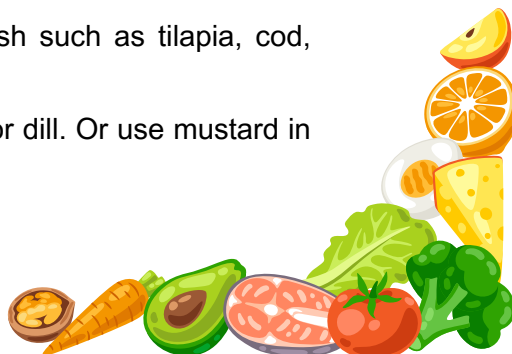 sh such as tilapia, cod,
or dill. Or use mustard in